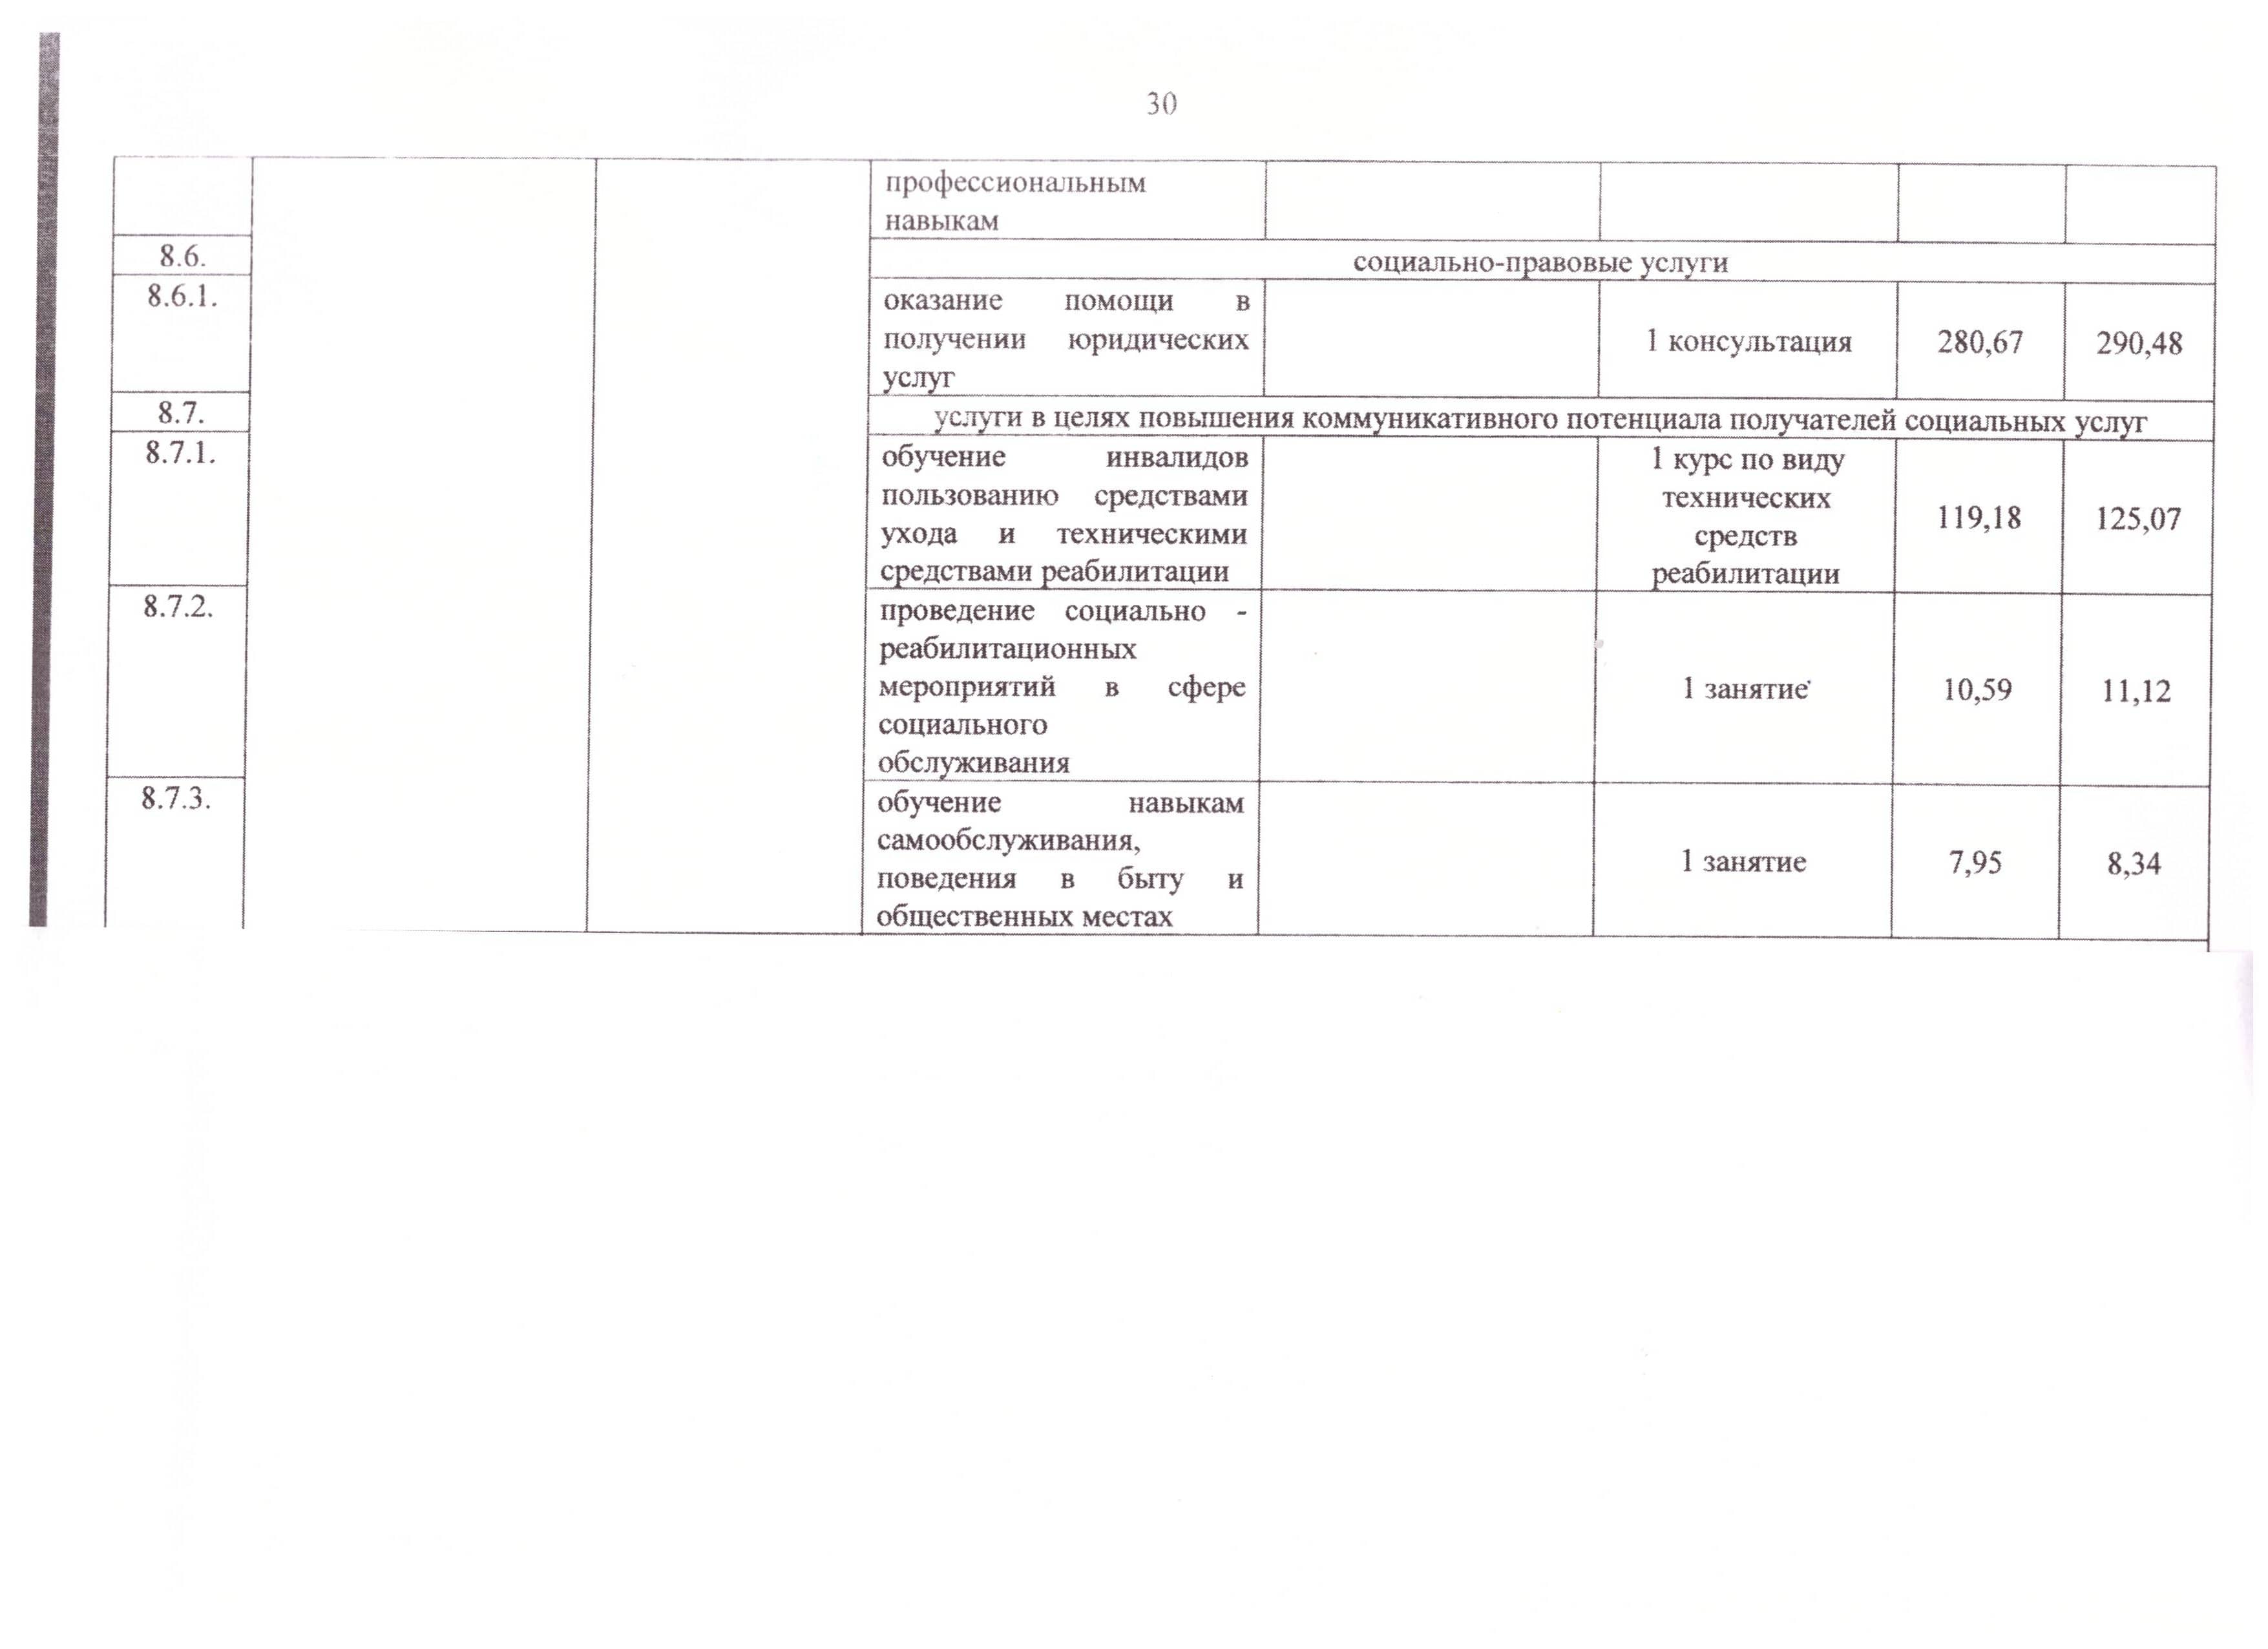 30
профессиональным
навыкам
8.6.
социально-правовые услуги
8.6.1.
оказание помощи в
получении юридических
услуг
1 консультация
280,67
290,48
8.7.
услуги в целях повышения коммуникативного потенциала получателей социальных услуг
8.7.1.
обучение инвалидов
пользованию средствами
ухода и техническими
средствами реабилитации
1 курс по виду
технических
средств
реабилитации
119,18
125,07
8.7.2.
проведение социально -
реабилитационных
мероприятий в сфере
социального
обслуживания
1 занятие
10,59
11,12
8.7.3.
обучение навыкам
самообслуживания,
поведения в быту и
общественных местах
1 занятие
7,95
8,34